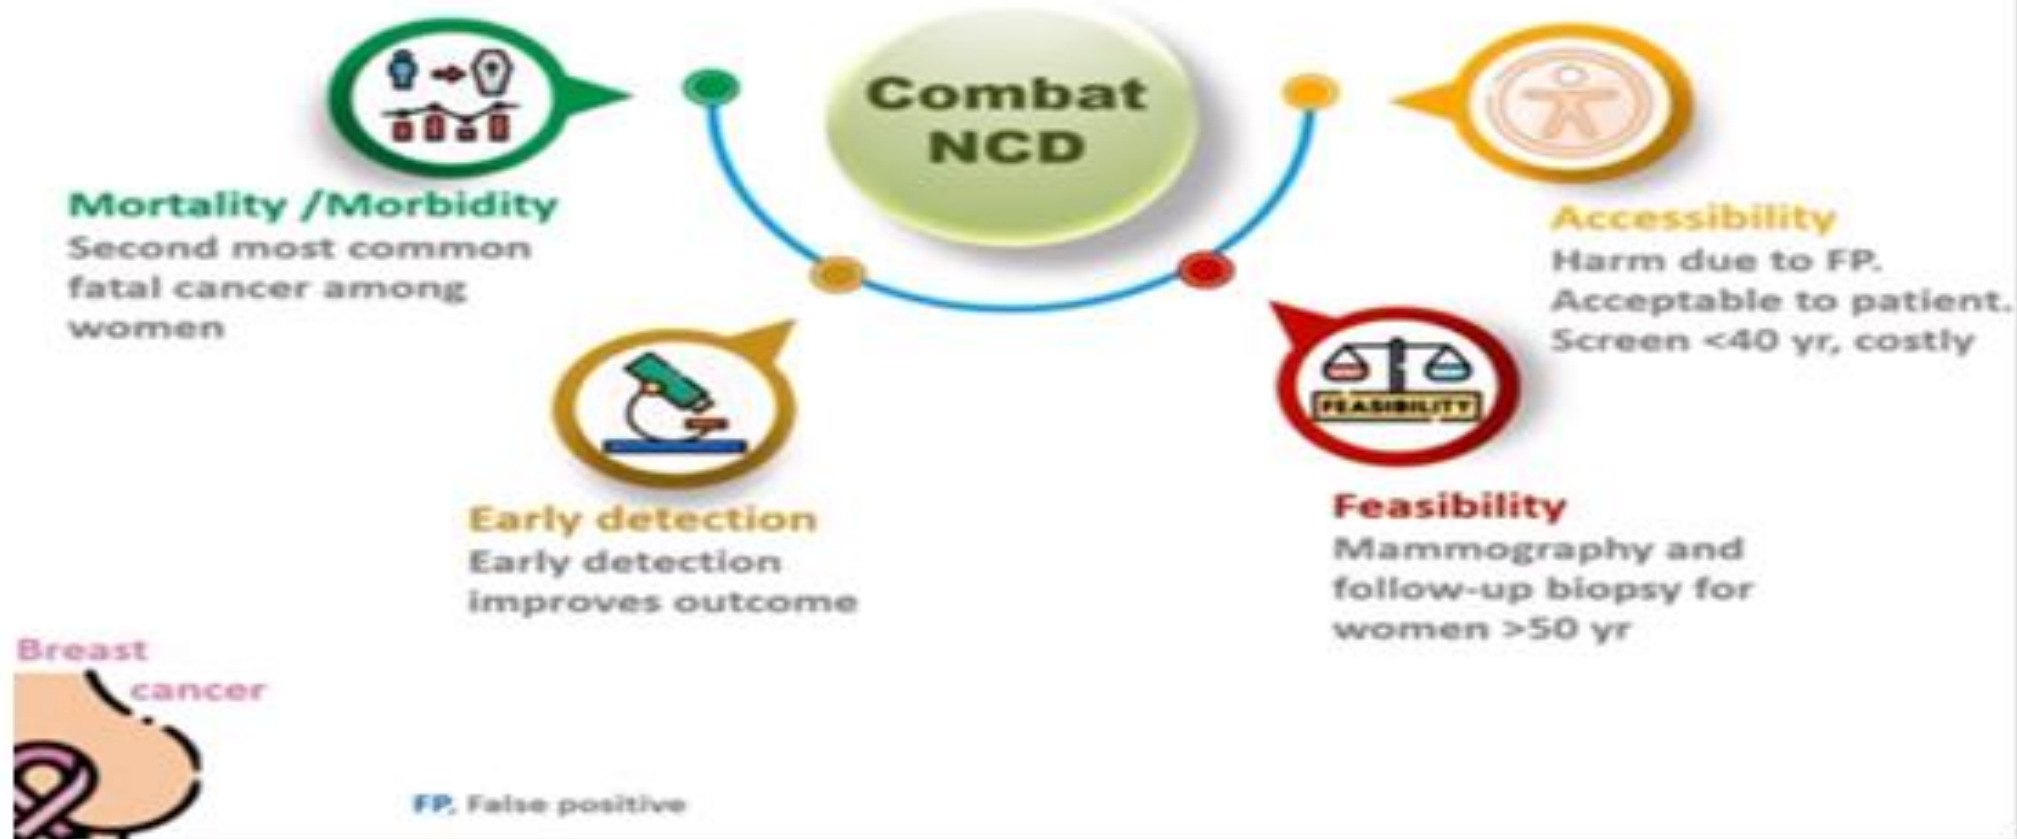 Combat
NCD
Mortality /Morbidity
Second most common
fatal cancer among
women
Early detection
Early detection
improves outcome
FEASIBILITY
Feasibility
Mammography and
follow-up biopsy for
women >50 yr
Accessibility
Harm due to FP.
Acceptable to patient.
Screen <40 yr, costly
Breast
cancer
FP, False positive